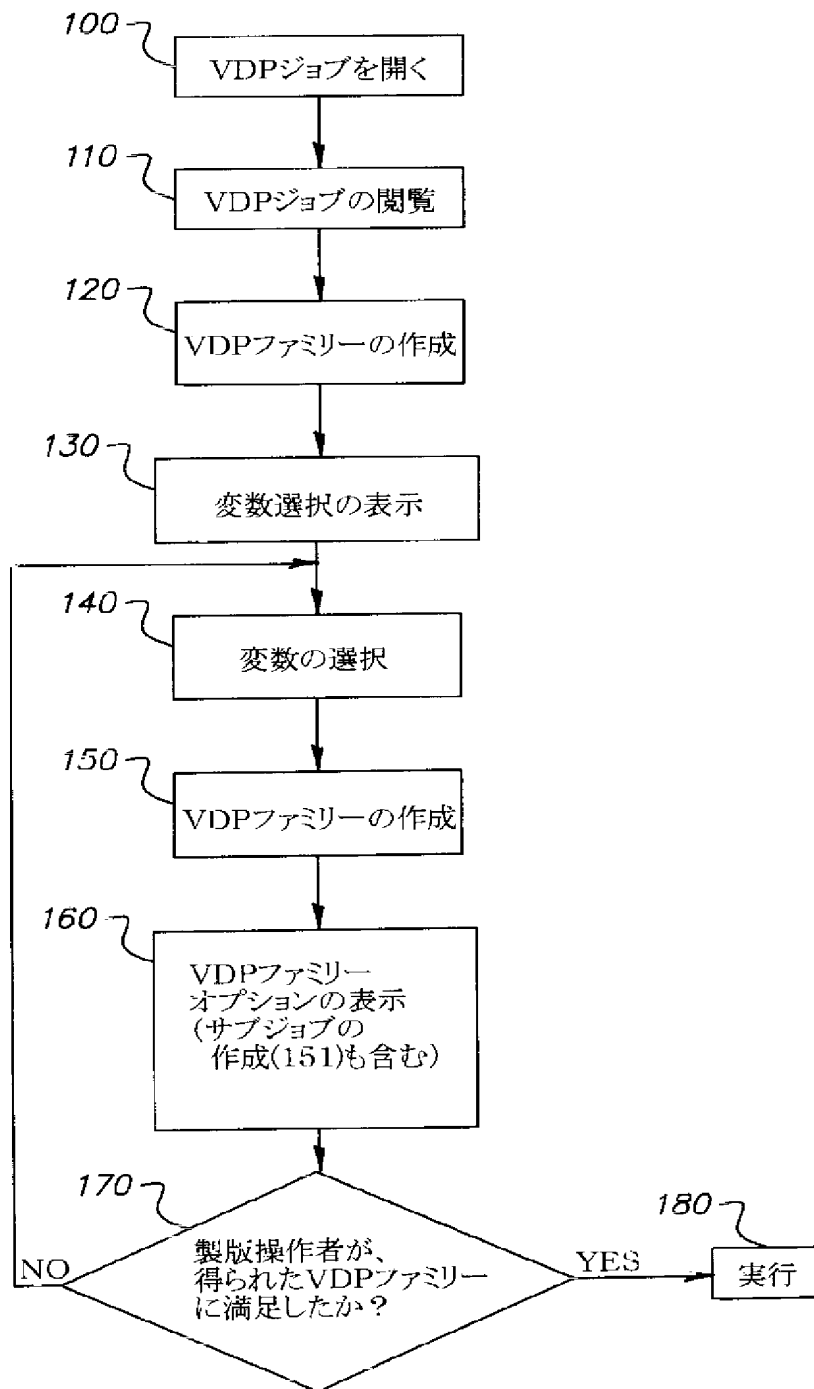 100
VDPジョブを開く
110
VDPジョブの閲覧
120
VDPファミリーの作成
130
変数選択の表示
140
変数の選択
150
VDPファミリーの作成
160
VDPファミリー
オプションの表示
(サブジョブの
作成(151)も含む)
170
製版操作者が、
得られたVDPファミリー
に満足したか?
NO
YES
180
実行